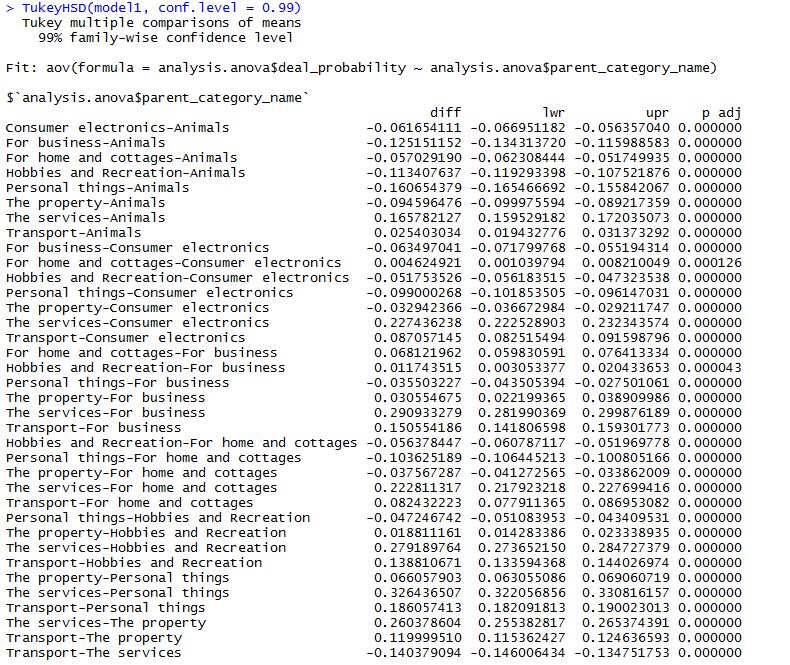 > TukeyHSD(model1, conf.level = 0.99)
Tukey multiple comparisons of means
99% family-wise confidence level
Fit: aov(formula = analysis.anova$deal_probability ~ analysis.anova$parent_category_name)
$`analysis.anova$parent_category_name`
diff lwr upr p adj
Consumer electronics-Animals -0.061654111 -0.066951182 -0.056357040 0.000000
For business-Animals -0.125151152 -0.134313720 -0.115988583 0.000000
For home and cottages-Animals -0.057029190 -0.062308444 -0.051749935 0.000000
Hobbies and Recreation-Animals -0.113407637 -0.119293398 -0.107521876 0.000000
Personal things-Animals -0.160654379 -0.165466692 -0.155842067 0.000000
The property-Animals -0.094596476 -0.099975594 -0.089217359 0.000000
The services-Animals 0.165782127 0.159529182 0.172035073 0.000000
Transport-Animals 0.025403034 0.019432776 0.031373292 0.000000
For business-Consumer electronics -0.063497041 -0.071799768 -0.055194314 0.000000
For home and cottages-Consumer electronics 0.004624921 0.001039794 0.008210049 0.000126
Hobbies and Recreation-Consumer electronics -0.051753526 -0.056183515 -0.047323538 0.000000
Personal things-Consumer electronics -0.099000268 -0.101853505 -0.096147031 0.000000
The property-Consumer electronics -0.032942366 -0.036672984 -0.029211747 0.000000
The services-Consumer electronics 0.227436238 0.222528903 0.232343574 0.000000
Transport-Consumer electronics 0.087057145 0.082515494 0.091598796 0.000000
For home and cottages-For business 0.068121962 0.059830591 0.076413334 0.000000
Hobbies and Recreation-For business 0.011743515 0.003053377 0.020433653 0.000043
Personal things-For business -0.035503227 -0.043505394 -0.027501061 0.000000
The property-For business 0.030554675 0.022199365 0.038909986 0.000000
The services-For business 0.290933279 0.281990369 0.299876189 0.000000
Transport-For business 0.150554186 0.141806598 0.159301773 0.000000
Hobbies and Recreation-For home and cottages -0.056378447 -0.060787117 -0.051969778 0.000000
Personal things-For home and cottages -0.103625189 -0.106445213 -0.100805166 0.000000
The property-For home and cottages -0.037567287 -0.041272565 -0.033862009 0.000000
The services-For home and cottages 0.222811317 0.217923218 0.227699416 0.000000
Transport-For home and cottages 0.082432223 0.077911365 0.086953082 0.000000
Personal things-Hobbies and Recreation -0.047246742 -0.051083953 -0.043409531 0.000000
The property-Hobbies and Recreation 0.018811161 0.014283386 0.023338935 0.000000
The services-Hobbies and Recreation 0.279189764 0.273652150 0.284727379 0.000000
Transport-Hobbies and Recreation 0.138810671 0.133594368 0.144026974 0.000000
The property-Personal things 0.066057903 0.063055086 0.069060719 0.000000
The services-Personal things 0.326436507 0.322056856 0.330816157 0.000000
Transport-Personal things 0.186057413 0.182091813 0.190023013 0.000000
The services-The property 0.260378604 0.255382817 0.265374391 0.000000
Transport-The property 0.119999510 0.115362427 0.124636593 0.000000
Transport-The services -0.140379094 -0.146006434 -0.134751753 0.000000